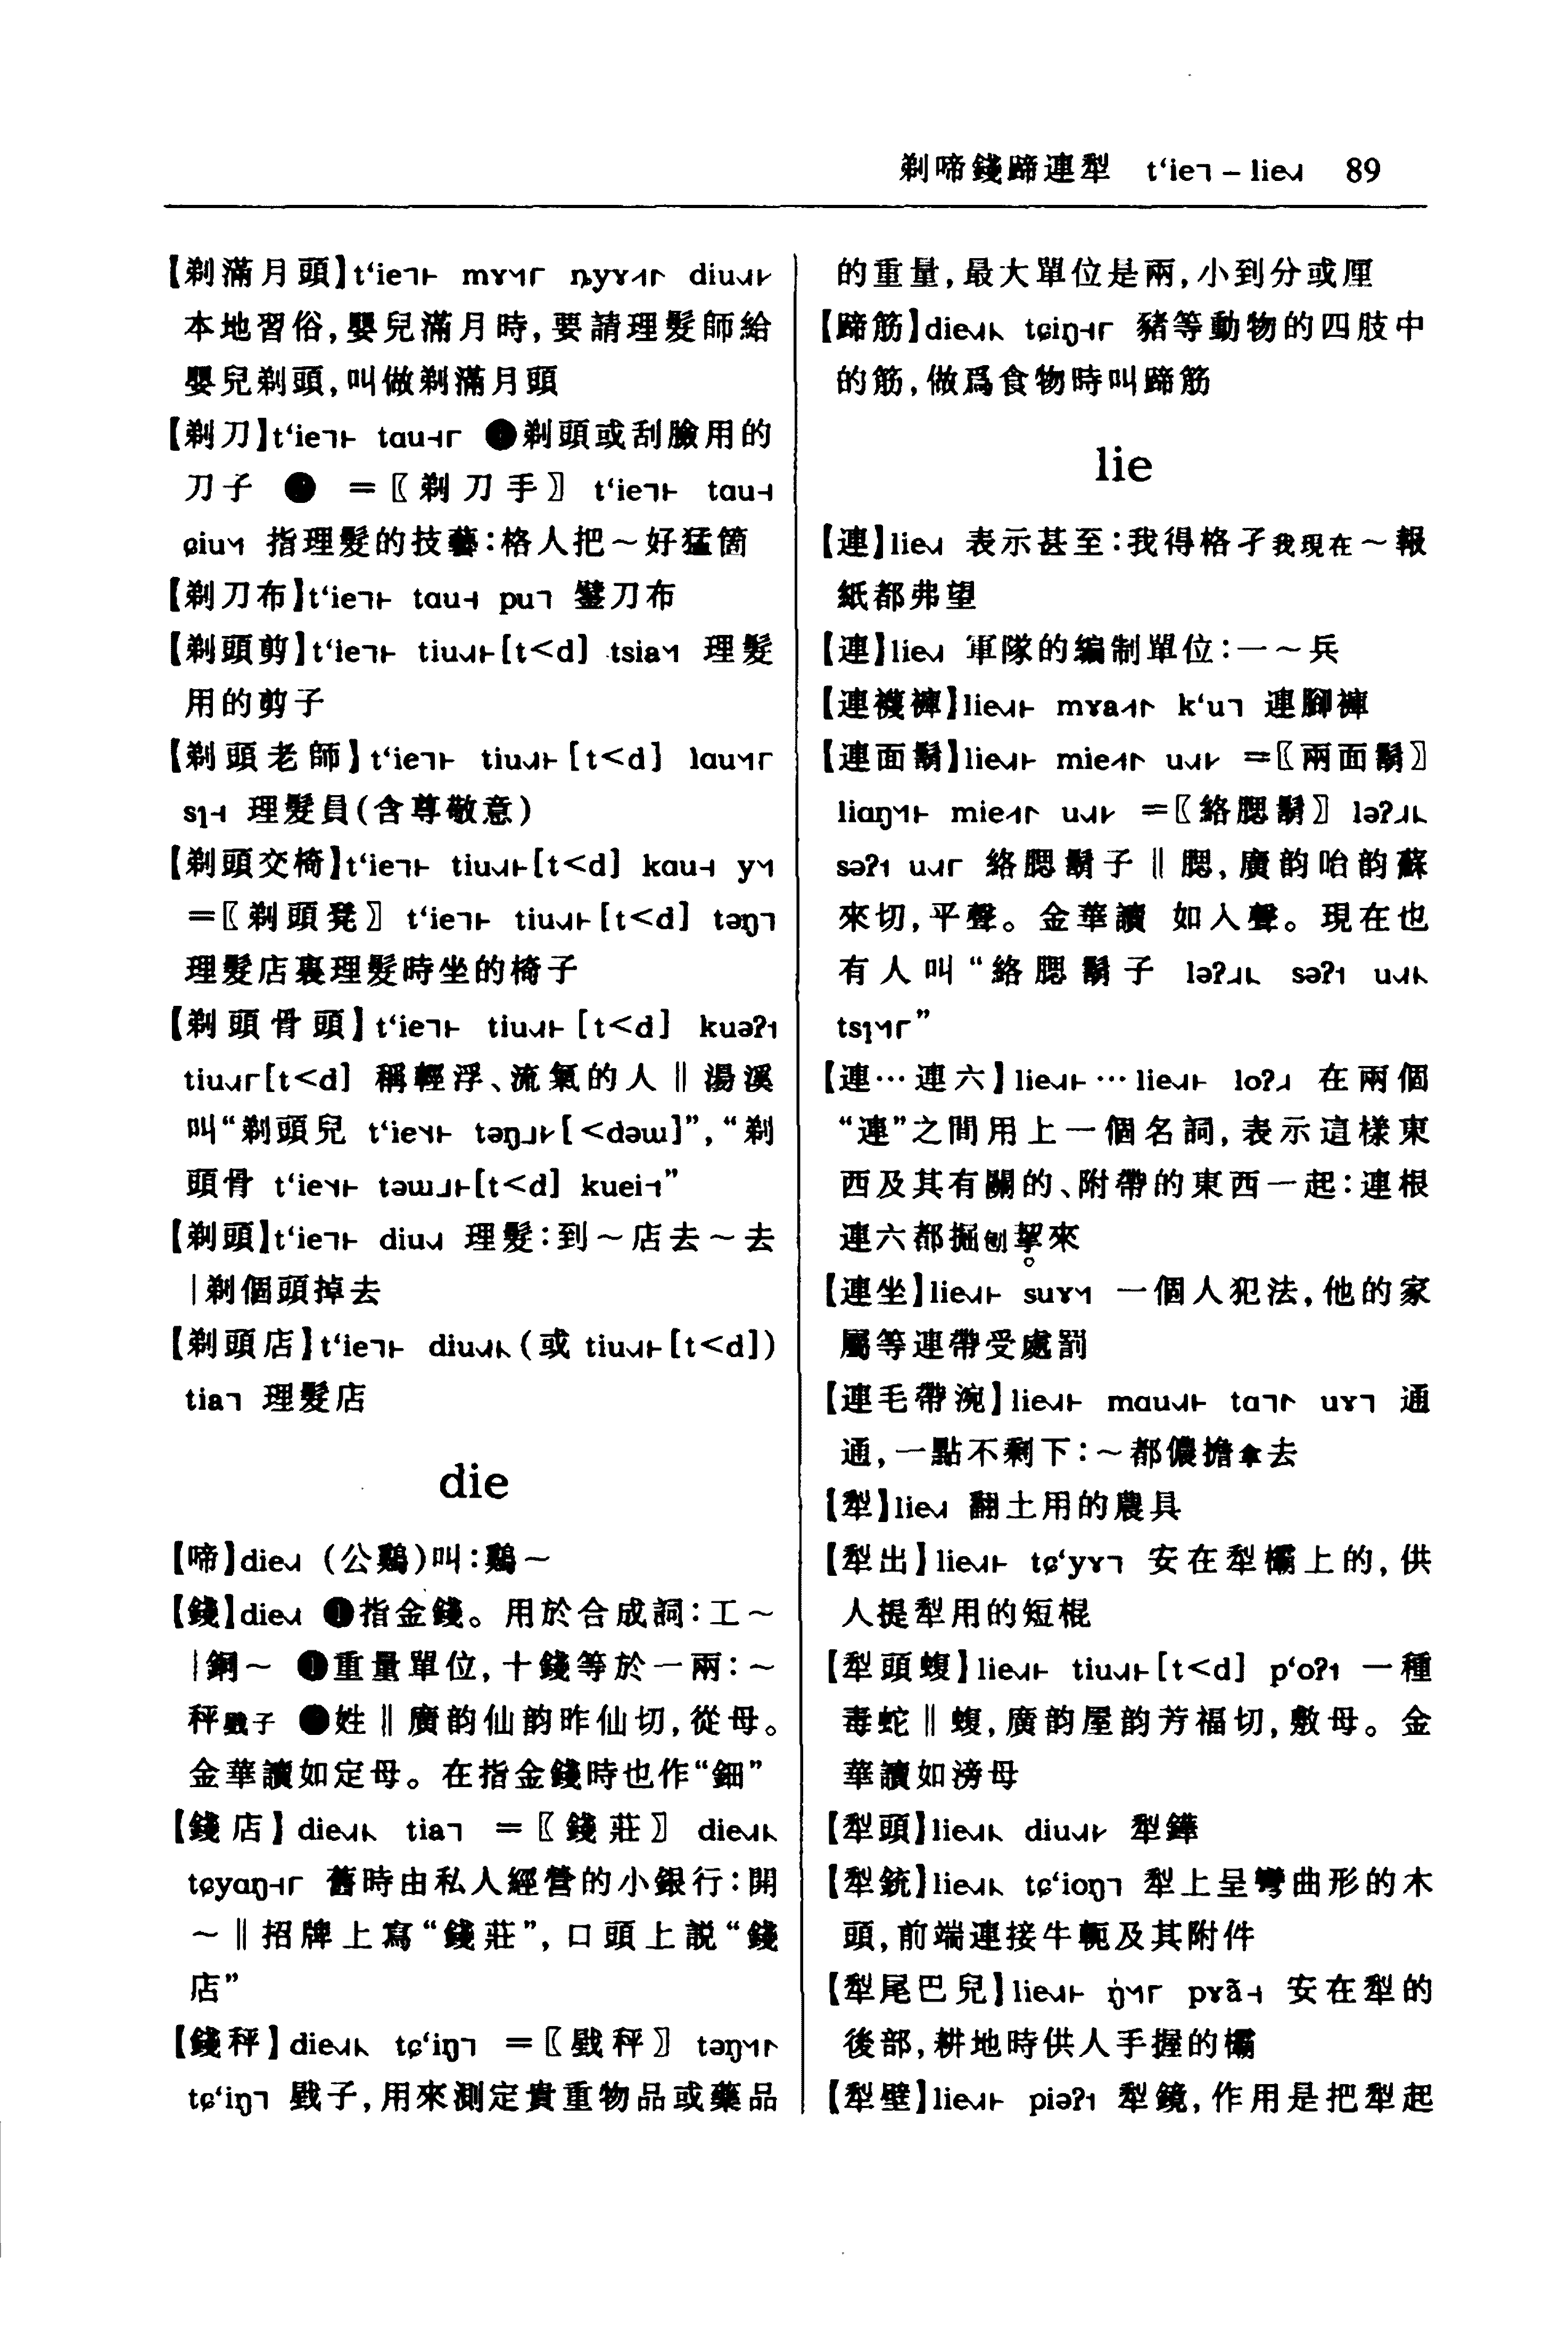 剃啼錢蹄連犁 t‘ie˥ – lie˧˩˧ 89
【剃滿月頭】t‘ie˥꜔ mɤ˥˧˥꜒ ȵyɤ˩˦꜓ diu˧˩˧꜕
本地習俗,嬰兒滿月時,要請理髮師給
嬰兒剃頭,叫做剃滿月頭
【剃刀】t‘ie˥꜔ tɑu˧˧˦꜒ ❶剃頭或刮臉用的
刀子 ❷ =〖剃刀手〗 t‘ie˥꜔ tɑu˧˧˦
ɕiu˥˧˥ 指理髮的技藝:格人把～好猛箇
【剃刀布】t‘ie˥꜔ tɑu˧˧˦ pu˥ 鐾刀布
【剃頭剪】t‘ie˥꜔ tiu˧˩˧꜔[t<d] tsia˥˧˥ 理髮
用的剪子
【剃頭老師】t‘ie˥꜔ tiu˧˩˧꜔[t<d] lɑu˥˧˥꜒
sɿ˧˧˦ 理髮員(含尊敬意)
【剃頭交椅】t‘ie˥꜔ tiu˧˩˧꜔[t<d] kɑu˧˧˦ y˥˧˥
=〖剃頭凳〗 t‘ie˥꜔ tiu˧˩˧꜔[t<d] təŋ˥
理髮店裏理髮時坐的椅子
【剃頭骨頭】t‘ie˥꜔ tiu˧˩˧꜔[t<d] kuəʔ˦
tiu˧˩˧꜒[t<d] 稱輕浮、流氣的人‖湯溪
叫“剃頭兒 t‘ie꜔ təŋ꜕[<dəɯ]”,“剃
頭骨 t‘ie꜔ təɯ꜔[t<d] kuei”
【剃頭】t‘ie˥꜔ diu˧˩˧ 理髮:到～店去～去
|剃個頭掉去
【剃頭店】t‘ie˥꜔ diu˧˩˧꜖(或 tiu˧˩˧꜔[t<d])
tia˥ 理髮店
die
【啼】die˧˩˧ (公鷄)叫:鷄～
【錢】die˧˩˧ ❶指金錢。用於合成詞:工～
|銅～ ❶重量單位,十錢等於一兩:～
秤戥子 ❷姓‖廣韵仙韵昨仙切,從母。
金華讀如定母。在指金錢時也作“鈿”
【錢店】die˧˩˧꜖ tia˥ =〖錢莊〗 die˧˩˧꜖
tɕyɑŋ˧˧˦꜒ 舊時由私人經營的小銀行:開
～‖招牌上寫“錢莊”,口頭上説“錢
店”
【錢秤】die˧˩˧꜖ tɕ‘iŋ˥ =〖戥秤〗 təŋ˥˧˥꜓
tɕ‘iŋ˥ 戥子,用來測定貴重物品或藥品
的重量,最大單位是兩,小到分或厘
【蹄筋】die˧˩˧꜖ tɕiŋ˧˧˦꜒ 豬等動物的四肢中
的筋,做爲食物時叫蹄筋
lie
【連】lie˧˩˧ 表示甚至:我得格孑我現在～報
紙都弗望
【連】lie˧˩˧ 軍隊的編制單位:一～兵
【連襪褲】lie˧˩˧꜔ mɤa˩˦꜓ k‘u˥ 連腳褲
【連面鬍】lie˧˩˧꜔ mie˩˦꜓ u˧˩˧꜕ =〖兩面鬍〗
liɑŋ˥˧˥꜔ mie˩˦꜓ u˧˩˧꜕ =〖絡腮鬍〗 ləʔ˨˩˨꜖
səʔ˦ u˧˩˧꜒ 絡腮鬍子‖腮,廣韵咍韵蘇
來切,平聲。金華讀 如入聲。現在也
有人叫“絡腮鬍子 ləʔ˨˩˨꜖ səʔ˦ u˧˩˧꜖
tsɿ˥˧˥꜒”
【連…連六】lie˧˩˧꜔…lie˧˩˧꜔ loʔ˨˩˨ 在兩個
“連”之間用上一個名詞,表示這樣東
西及其有關的、附帶的東西一起:連根
連六都掘刨挐來
【連坐】lie˧˩˧꜔ suɤ˥˧˥ 一個人犯法,他的家
屬等連帶受處罰
【連毛帶涴】lie˧˩˧꜔ mɑu˧˩˧꜔ tɑ˥꜓ uɤ˥ 通
通,一點不剩下:～都儂擔拿去
【犁】lie˧˩˧ 翻土用的農具
【犁出】lie˧˩˧꜔ tɕ‘yɤ˥ 安在犁欛上的,供
人提犁用的短棍
【犁頭蝮】lie˧˩˧꜔ tiu˧˩˧꜔[t<d] p‘oʔ˦ 一種
毒蛇‖蝮,廣韵屋韵芳福切,敷母。金
華讀如滂母
【犁頭】lie˧˩˧꜖ diu˧˩˧꜕ 犁鏵
【犁銃】lie˧˩˧꜖ tɕ‘ioŋ˥ 犁上呈彎曲形的木
頭,前端連接牛軛及其附件
【犁尾巴兒】lie˧˩˧꜔ ŋ̍˥˧˥꜒ pɤã˧˧˦ 安在犁的
後部,耕地時供人手握的欛
【犁壁】lie˧˩˧꜔ piəʔ˦ 犁鏡,作用是把犁起